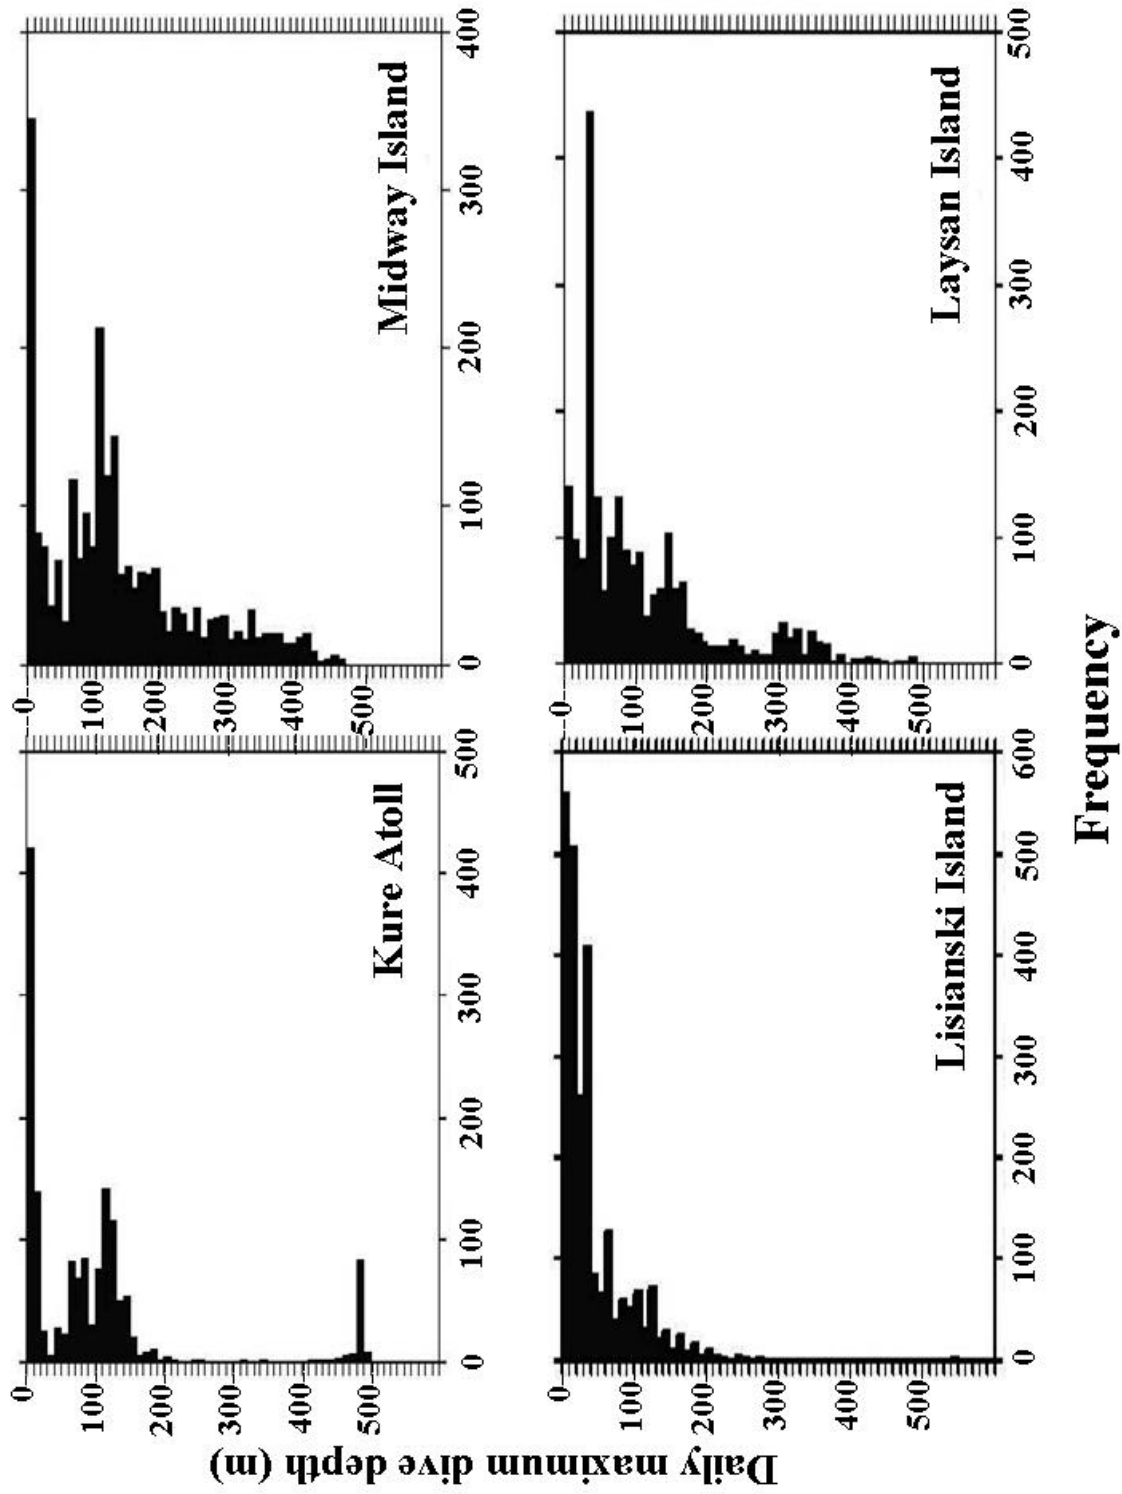 Daily maximum dive depth (m)
0
100
200
300
400
500
Kure Atoll
0 100 200 300 400 500
0
100
200
300
400
500
Midway Island
0 100 200 300 400
0
100
200
300
400
500
Lisianski Island
0 100 200 300 400 500 600
0
100
200
300
400
500
Laysan Island
0 100 200 300 400 500
Frequency